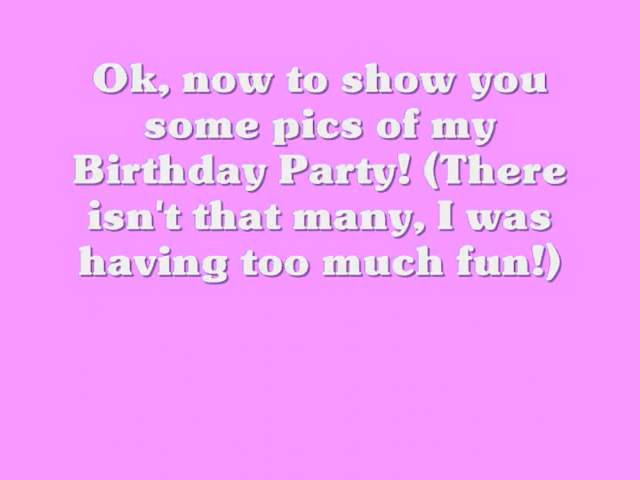 Ok, now to show you
some pics of my
Birthday Party! (There
isn't that many, I was
having too much fun!)